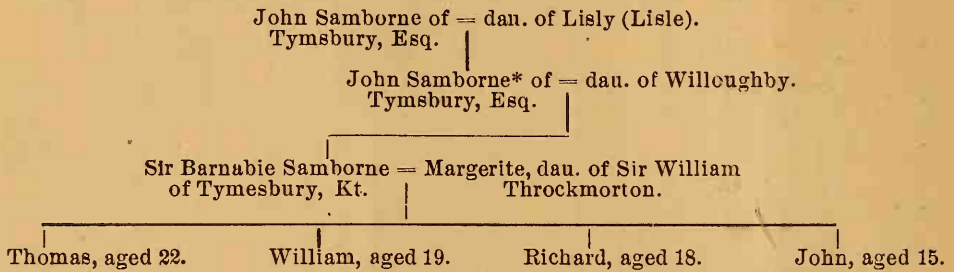 John Samborne of = dau. of Lisly (Lisle).
Tymsbury, Esq.
John Samborne* of = dau. of Willoughby.
Tymsbury, Esq.
Sir Barnabie Samborne = Margerite, dau. of Sir William
of Tymesbury, Kt. Throckmorton.
Thomas, aged 22. William, aged 19. Richard, aged 18. John, aged 15.